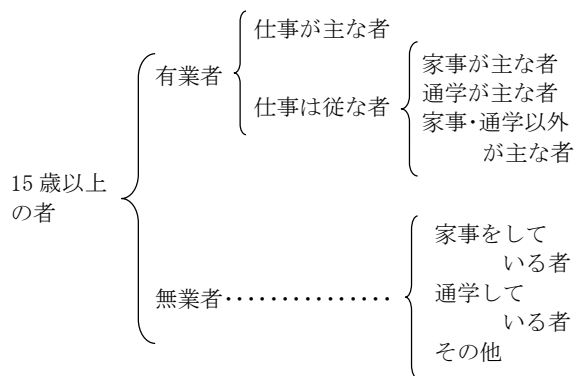 仕事が主な者
有業者
仕事は従な者
家事が主な者
通学が主な者
家事・通学以外
が主な者
15歳以上
の者
無業者・・・・・・・・・・・・・・・
家事をして
いる者
通学して
いる者
その他